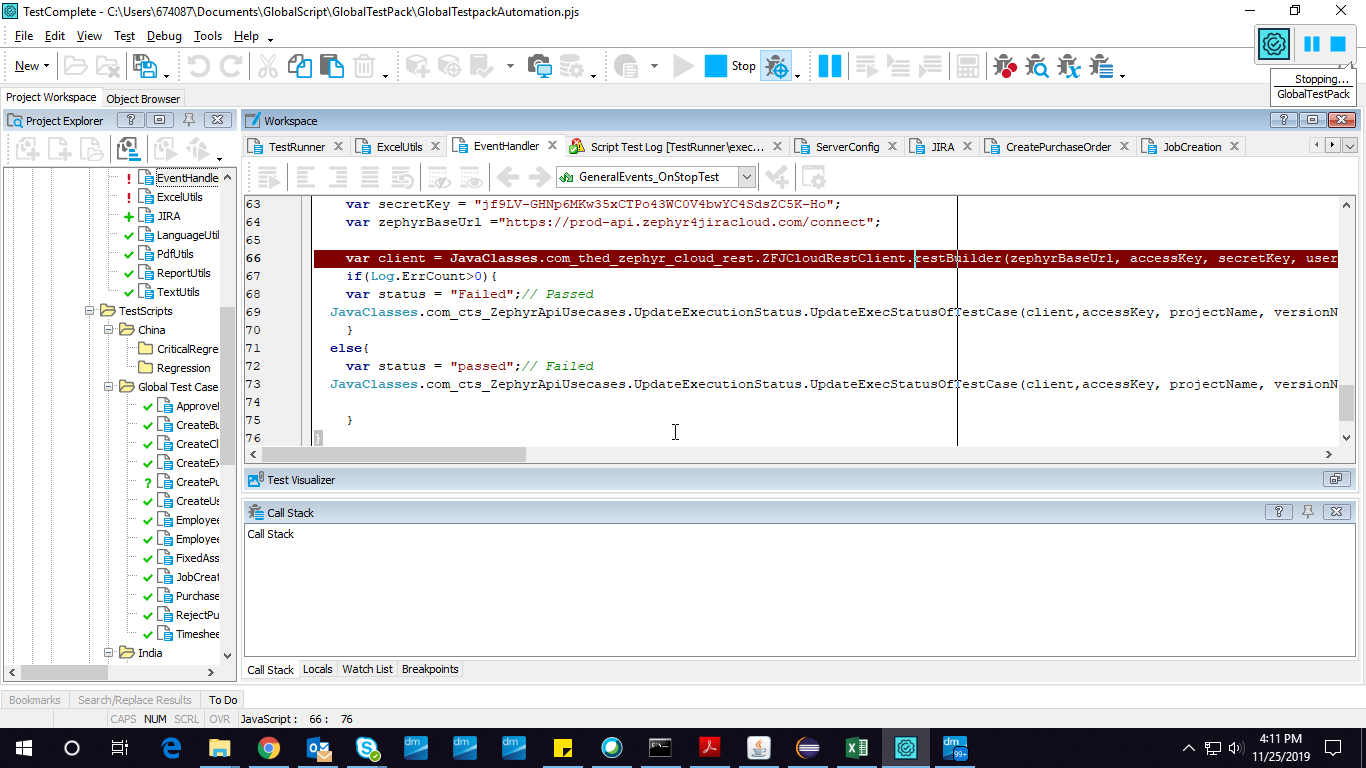 TestComplete - C:\Users\674087\Documents\GlobalScript\GlobalTestPack\GlobalTestpackAutomation.pjs
File Edit View Test Debug Tools Help
New Stop
Stopping...
GlobalTestPack
Project Workspace Object Browser
Project Explorer
Workspace
TestRunner ExcelUtils EventHandler Script Test Log [TestRunner\exec... ServerConfig JIRA CreatePurchaseOrder JobCreation
GeneralEvents_OnStopTest
EventHandle
ExcelUtils
JIRA
LanguageUtil
PdfUtils
ReportUtils
TextUtils
TestScripts
China
CriticalRegre
Regression
Global Test Case
Approvel
CreateBu
CreateCl
CreateEx
CreatePu
CreateUs
Employee
Employee
FixedAss
JobCreat
Purchase
RejectPu
Timeshee
India
63 var secretKey = "jf9LV-GHNp6MKw35xCTPo43WC0V4bwYC4SdsZC5K-Ho";
64 var zephyrBaseUrl ="https://prod-api.zephyr4jiracloud.com/connect";
65
66 var client = JavaClasses.com_thed_zephyr_cloud_rest.ZFJCloudRestClient.restBuilder(zephyrBaseUrl, accessKey, secretKey, user
67 if(Log.ErrCount>0){
68 var status = "Failed";// Passed
69 JavaClasses.com_cts_ZephyrApiUsecases.UpdateExecutionStatus.UpdateExecStatusOfTestCase(client,accessKey, projectName, versionN
70 }
71 else{
72 var status = "passed";// Failed
73 JavaClasses.com_cts_ZephyrApiUsecases.UpdateExecutionStatus.UpdateExecStatusOfTestCase(client,accessKey, projectName, versionN
74
75 }
76 }
Test Visualizer
Call Stack
Call Stack
Call Stack Locals Watch List Breakpoints
Bookmarks Search/Replace Results To Do
CAPS NUM SCRL OVR JavaScript : 66 : 76
dm dm dm dm 99+
4:11 PM
11/25/2019